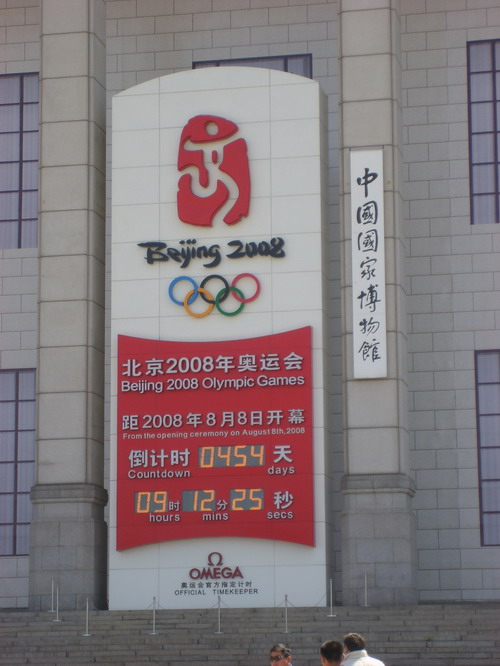 Beijing 2008
北京2008年奥运会
Beijing 2008 Olympic Games
距2008年8月8日开幕
From the opening ceremony on August 8th, 2008
倒计时 0454 天
Countdown days
09 时 12 分 25 秒
hours mins secs
Ω
OMEGA
奥运会官方指定计时
OFFICIAL TIMEKEEPER
中國國家博物館